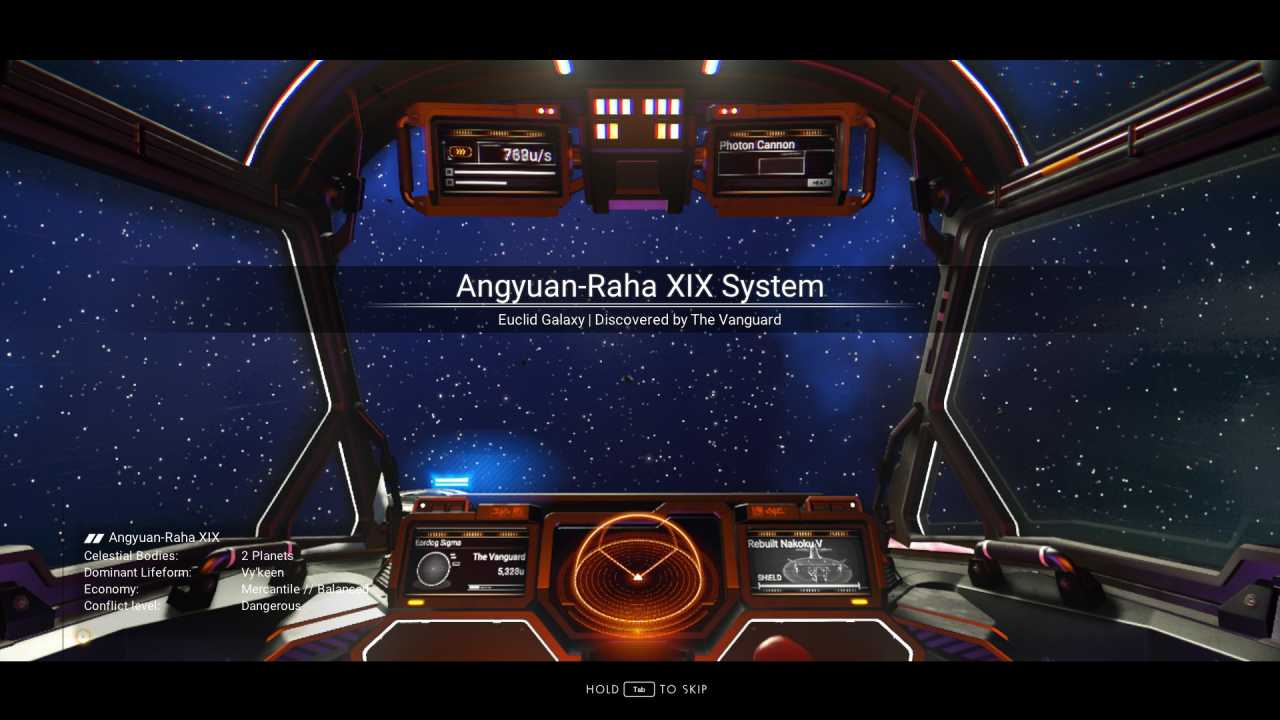 768u/s
Photon Cannon
HEAT
Angyuan-Raha XIX System
Euclid Galaxy | Discovered by The Vanguard
Angyuan-Raha XIX
Celestial Bodies: 2 Planets
Dominant Lifeform: Vy'keen
Economy: Mercantile // Balanced
Conflict level: Dangerous
Eordog Sigma
The Vanguard
5,328u
Rebuilt Nakoku V
SHIELD
HOLD Tab TO SKIP